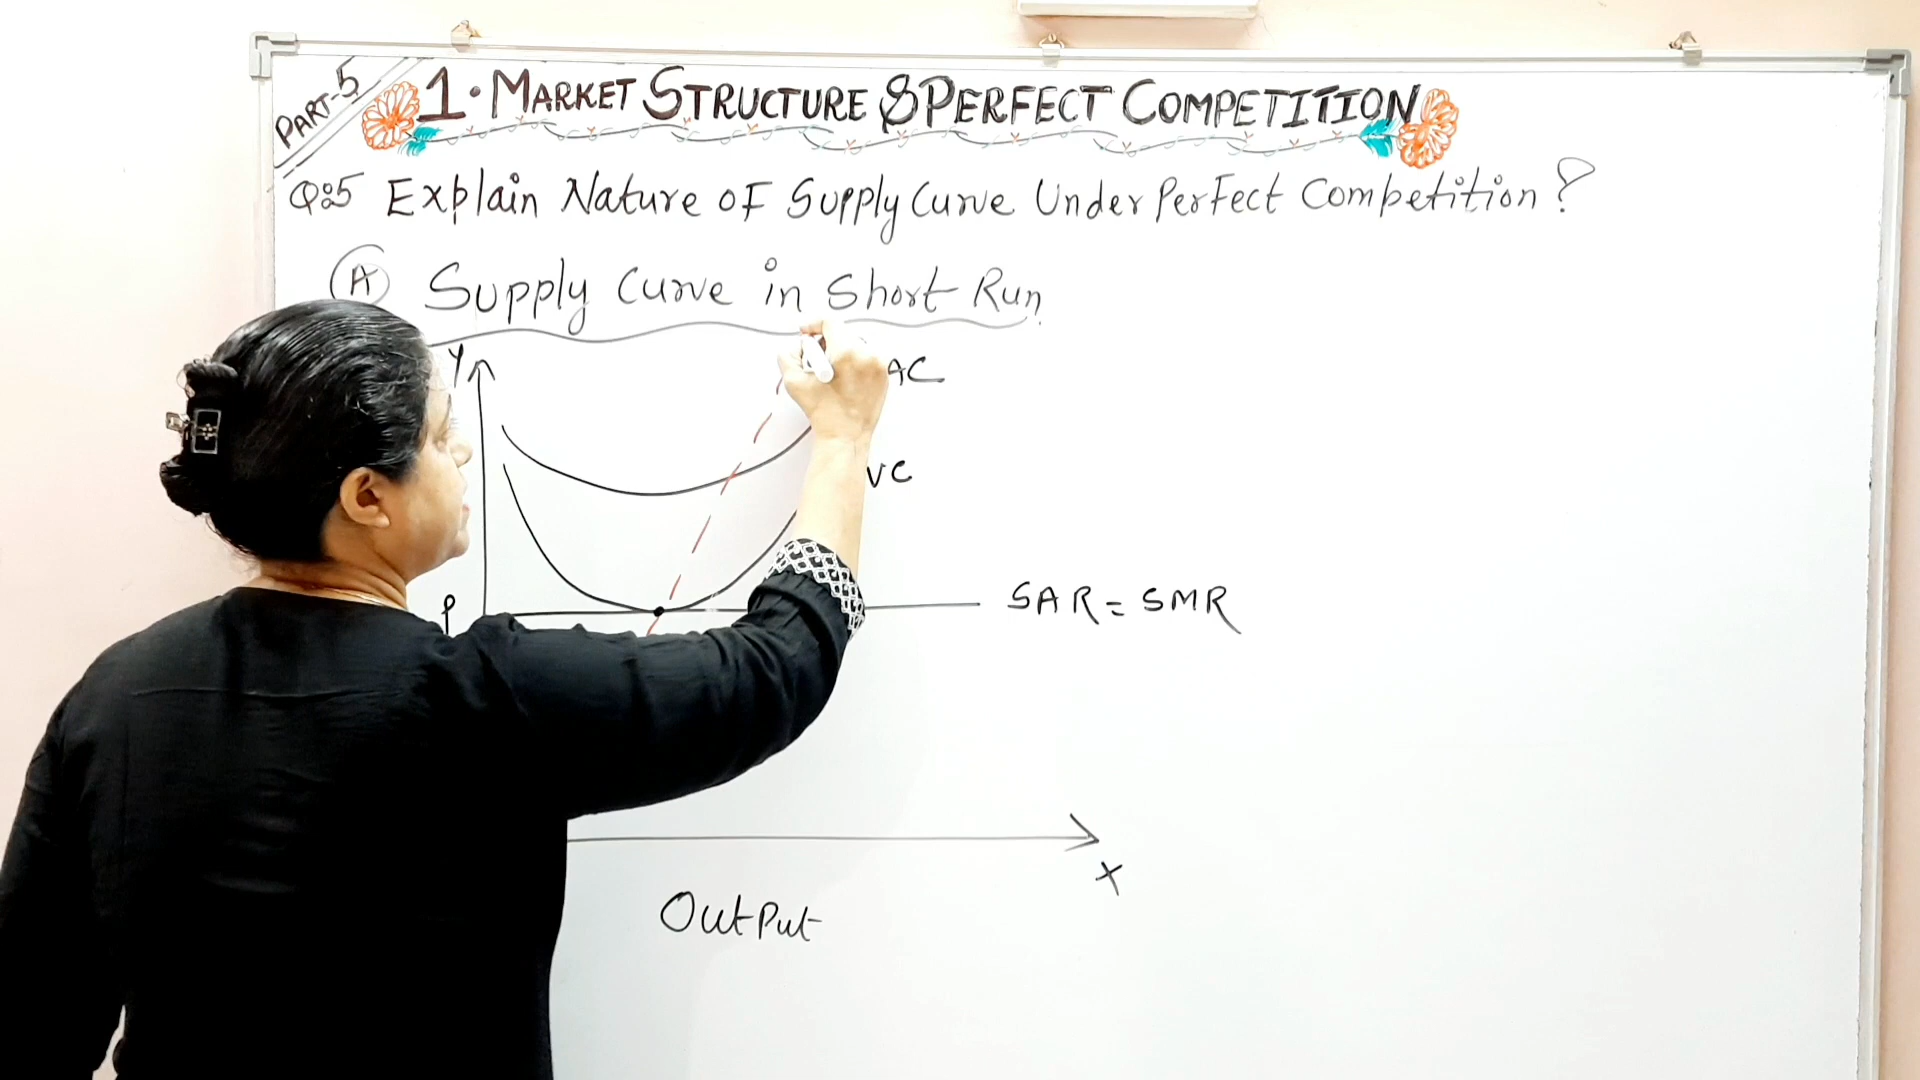 PART-5
1. MARKET STRUCTURE & PERFECT COMPETITION
Q:5 Explain Nature of Supply Curve Under Perfect Competition?
A Supply Curve in Short Run
Y
AC
VC
P
SAR = SMR
X
OutPut